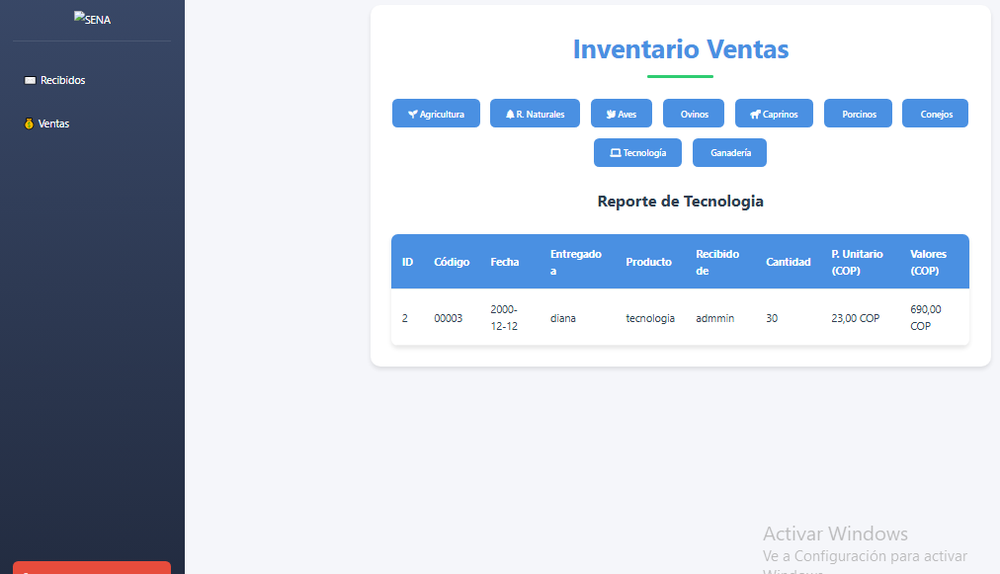 SENA
Recibidos
Ventas
Inventario Ventas
Agricultura R. Naturales Aves Ovinos Caprinos Porcinos Conejos
Tecnología Ganadería
Reporte de Tecnologia
ID Código Fecha Entregado a Producto Recibido de Cantidad P. Unitario (COP) Valores (COP)
2 00003 2000-12-12 diana tecnologia admmin 30 23,00 COP 690,00 COP
Activar Windows
Ve a Configuración para activar
Windows.